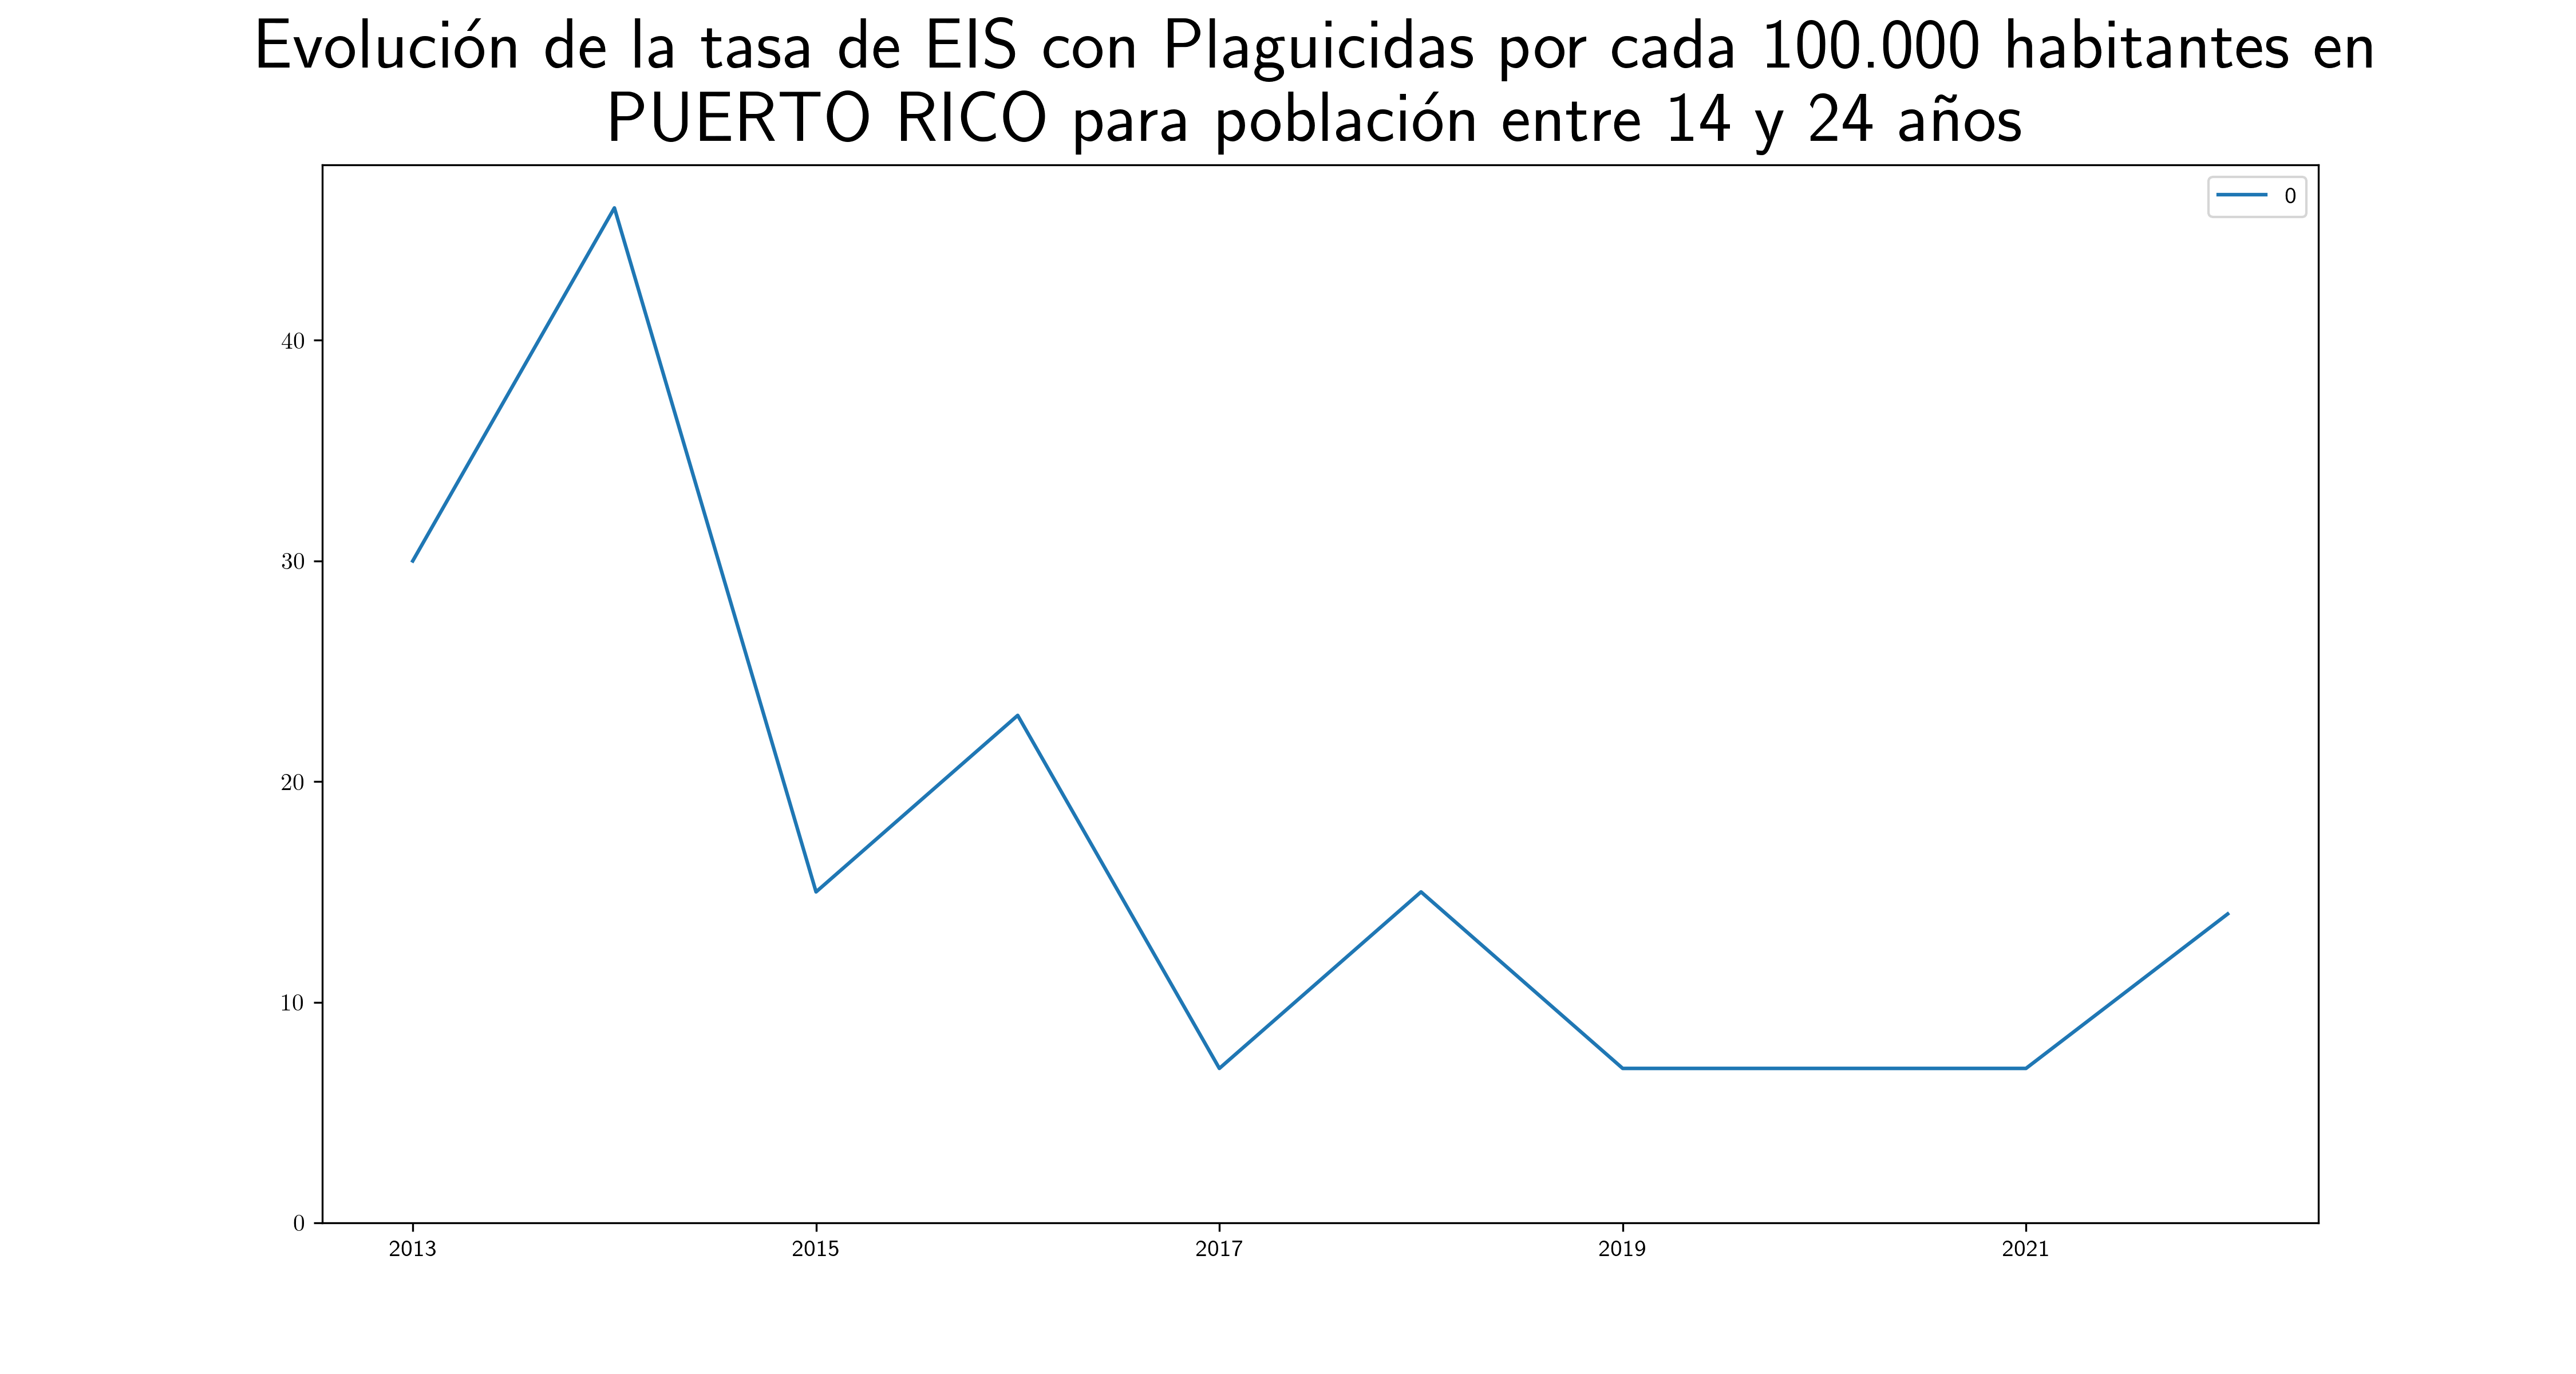 Evolución de la tasa de EIS con Plaguicidas por cada 100.000 habitantes en
PUERTO RICO para población entre 14 y 24 años
0
40
30
20
10
0
2013 2015 2017 2019 2021